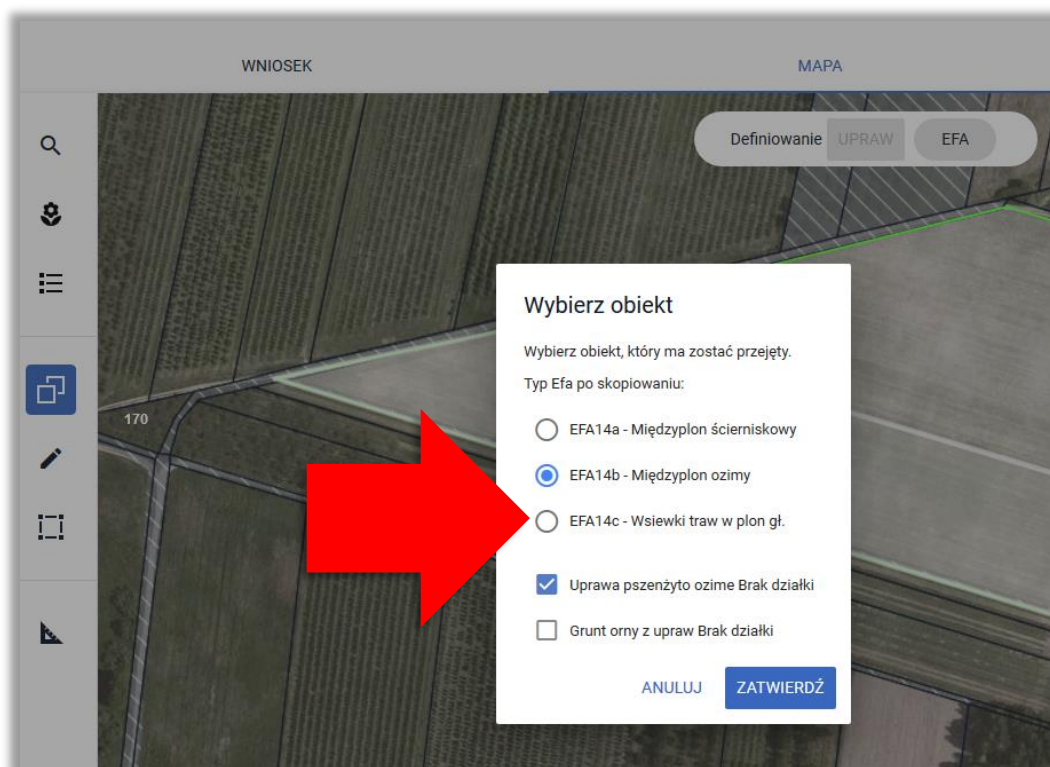 WNIOSEK
MAPA
Definiowanie UPRAW EFA
170
Wybierz obiekt
Wybierz obiekt, który ma zostać przejęty.
Typ Efa po skopiowaniu:
EFA14a - Międzyplon ścierniskowy
EFA14b - Międzyplon ozimy
EFA14c - Wsiewki traw w plon gł.
Uprawa pszenżyto ozime Brak działki
Grunt orny z upraw Brak działki
ANULUJ ZATWIERDŹ